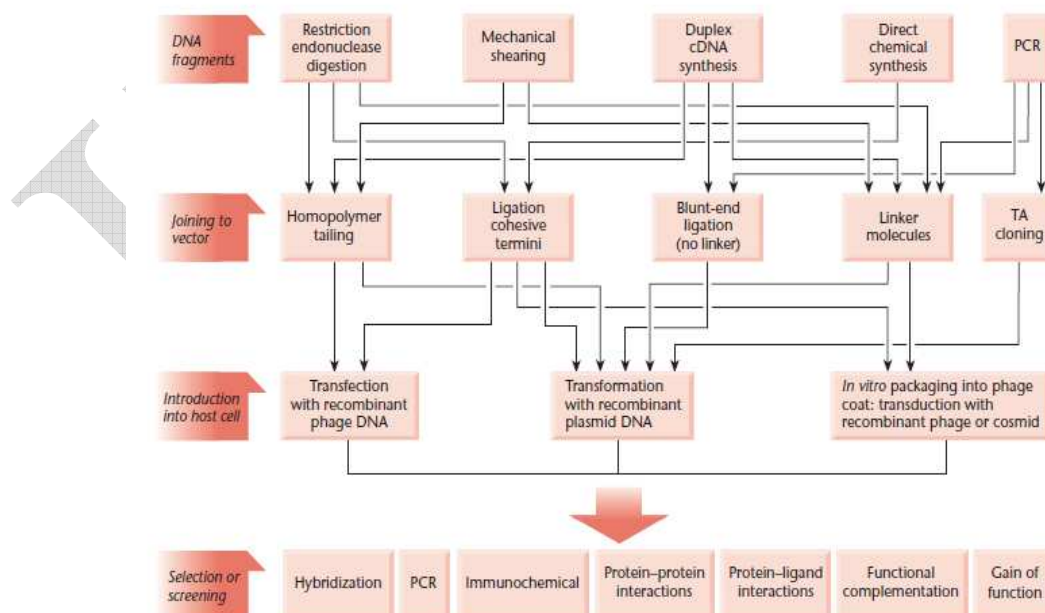 DNA
fragments
Restriction
endonuclease
digestion
Mechanical
shearing
Duplex
cDNA
synthesis
Direct
chemical
synthesis
PCR
Joining to
vector
Homopolymer
tailing
Ligation
cohesive
termini
Blunt-end
ligation
(no linker)
Linker
molecules
TA
cloning
Introduction
into host cell
Transfection
with recombinant
phage DNA
Transformation
with recombinant
plasmid DNA
In vitro packaging into phage
coat: transduction with
recombinant phage or cosmid
Selection or
screening
Hybridization
PCR
Immunochemical
Protein–protein
interactions
Protein–ligand
interactions
Functional
complementation
Gain of
function